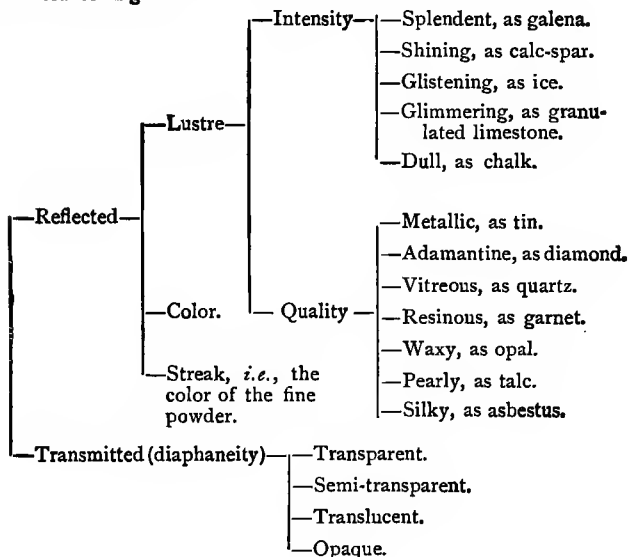 Intensity
Splendent, as galena.
Shining, as calc-spar.
Glistening, as ice.
Glimmering, as granu-
lated limestone.
Dull, as chalk.
Lustre
Reflected
Metallic, as tin.
Adamantine, as diamond.
Vitreous, as quartz.
Color.
Quality
Resinous, as garnet.
Waxy, as opal.
Streak, i.e., the
color of the fine
powder.
Pearly, as talc.
Silky, as asbestus.
Transmitted (diaphaneity)
Transparent.
Semi-transparent.
Translucent.
Opaque.